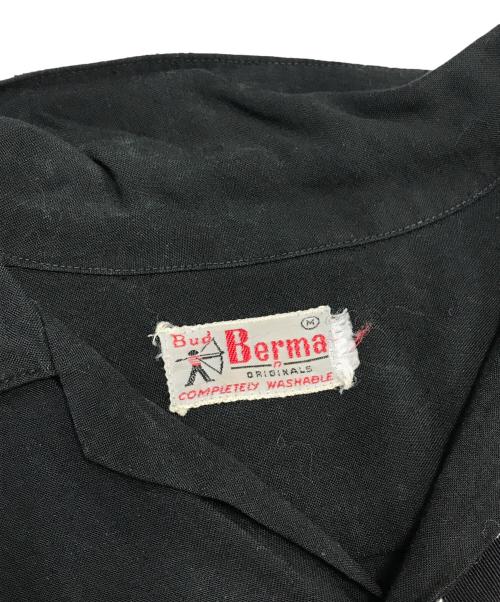 Bud
Berma
M
n
ORIGINALS
COMPLETELY WASHABLE